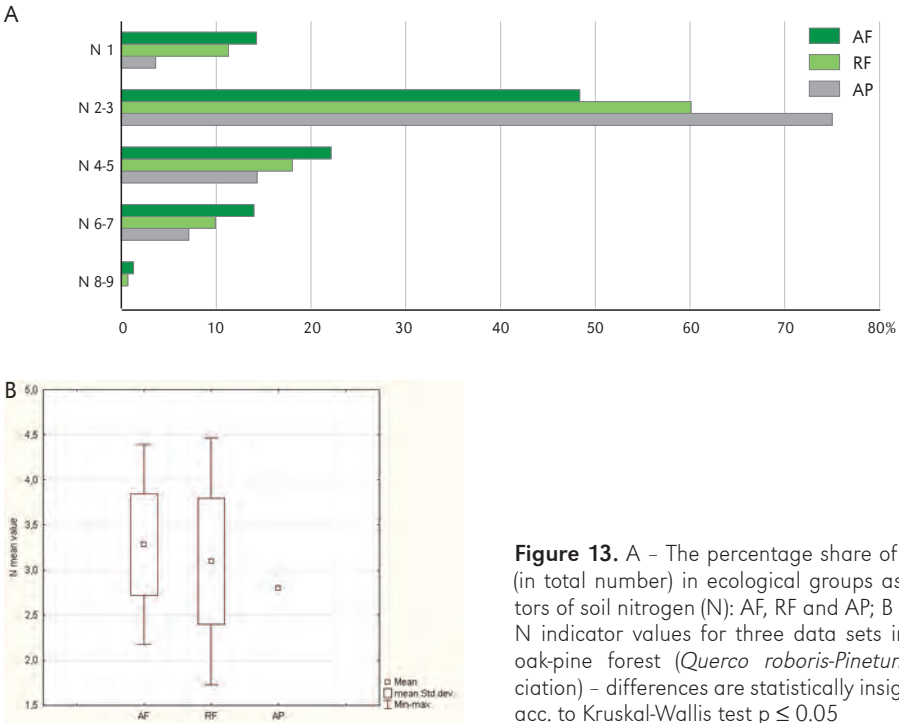 A
N 1
N 2-3
N 4-5
N 6-7
N 8-9
AF
RF
AP
0 10 20 30 40 50 60 70 80%
B
5,0
4,5
4,0
3,5
3,0
2,5
2,0
1,5
N mean value
AF RF AP
Mean
mean Std.dev.
Min-max.
Figure 13. A – The percentage share of
(in total number) in ecological groups as
tors of soil nitrogen (N): AF, RF and AP; B
N indicator values for three data sets in
oak-pine forest (Querco roboris-Pinetum
ciation) – differences are statistically insig
acc. to Kruskal-Wallis test p ≤ 0.05